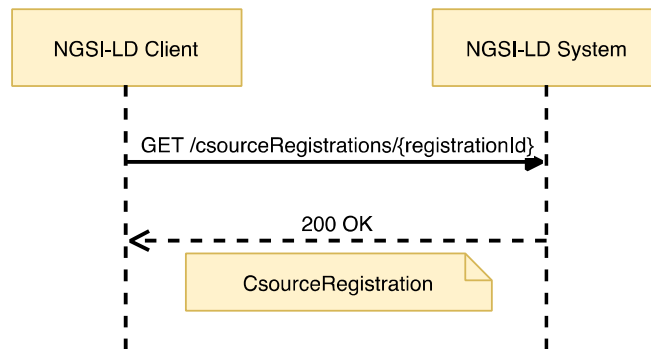 NGSI-LD Client
NGSI-LD System
GET /csourceRegistrations/{registrationId}
200 OK
CsourceRegistration